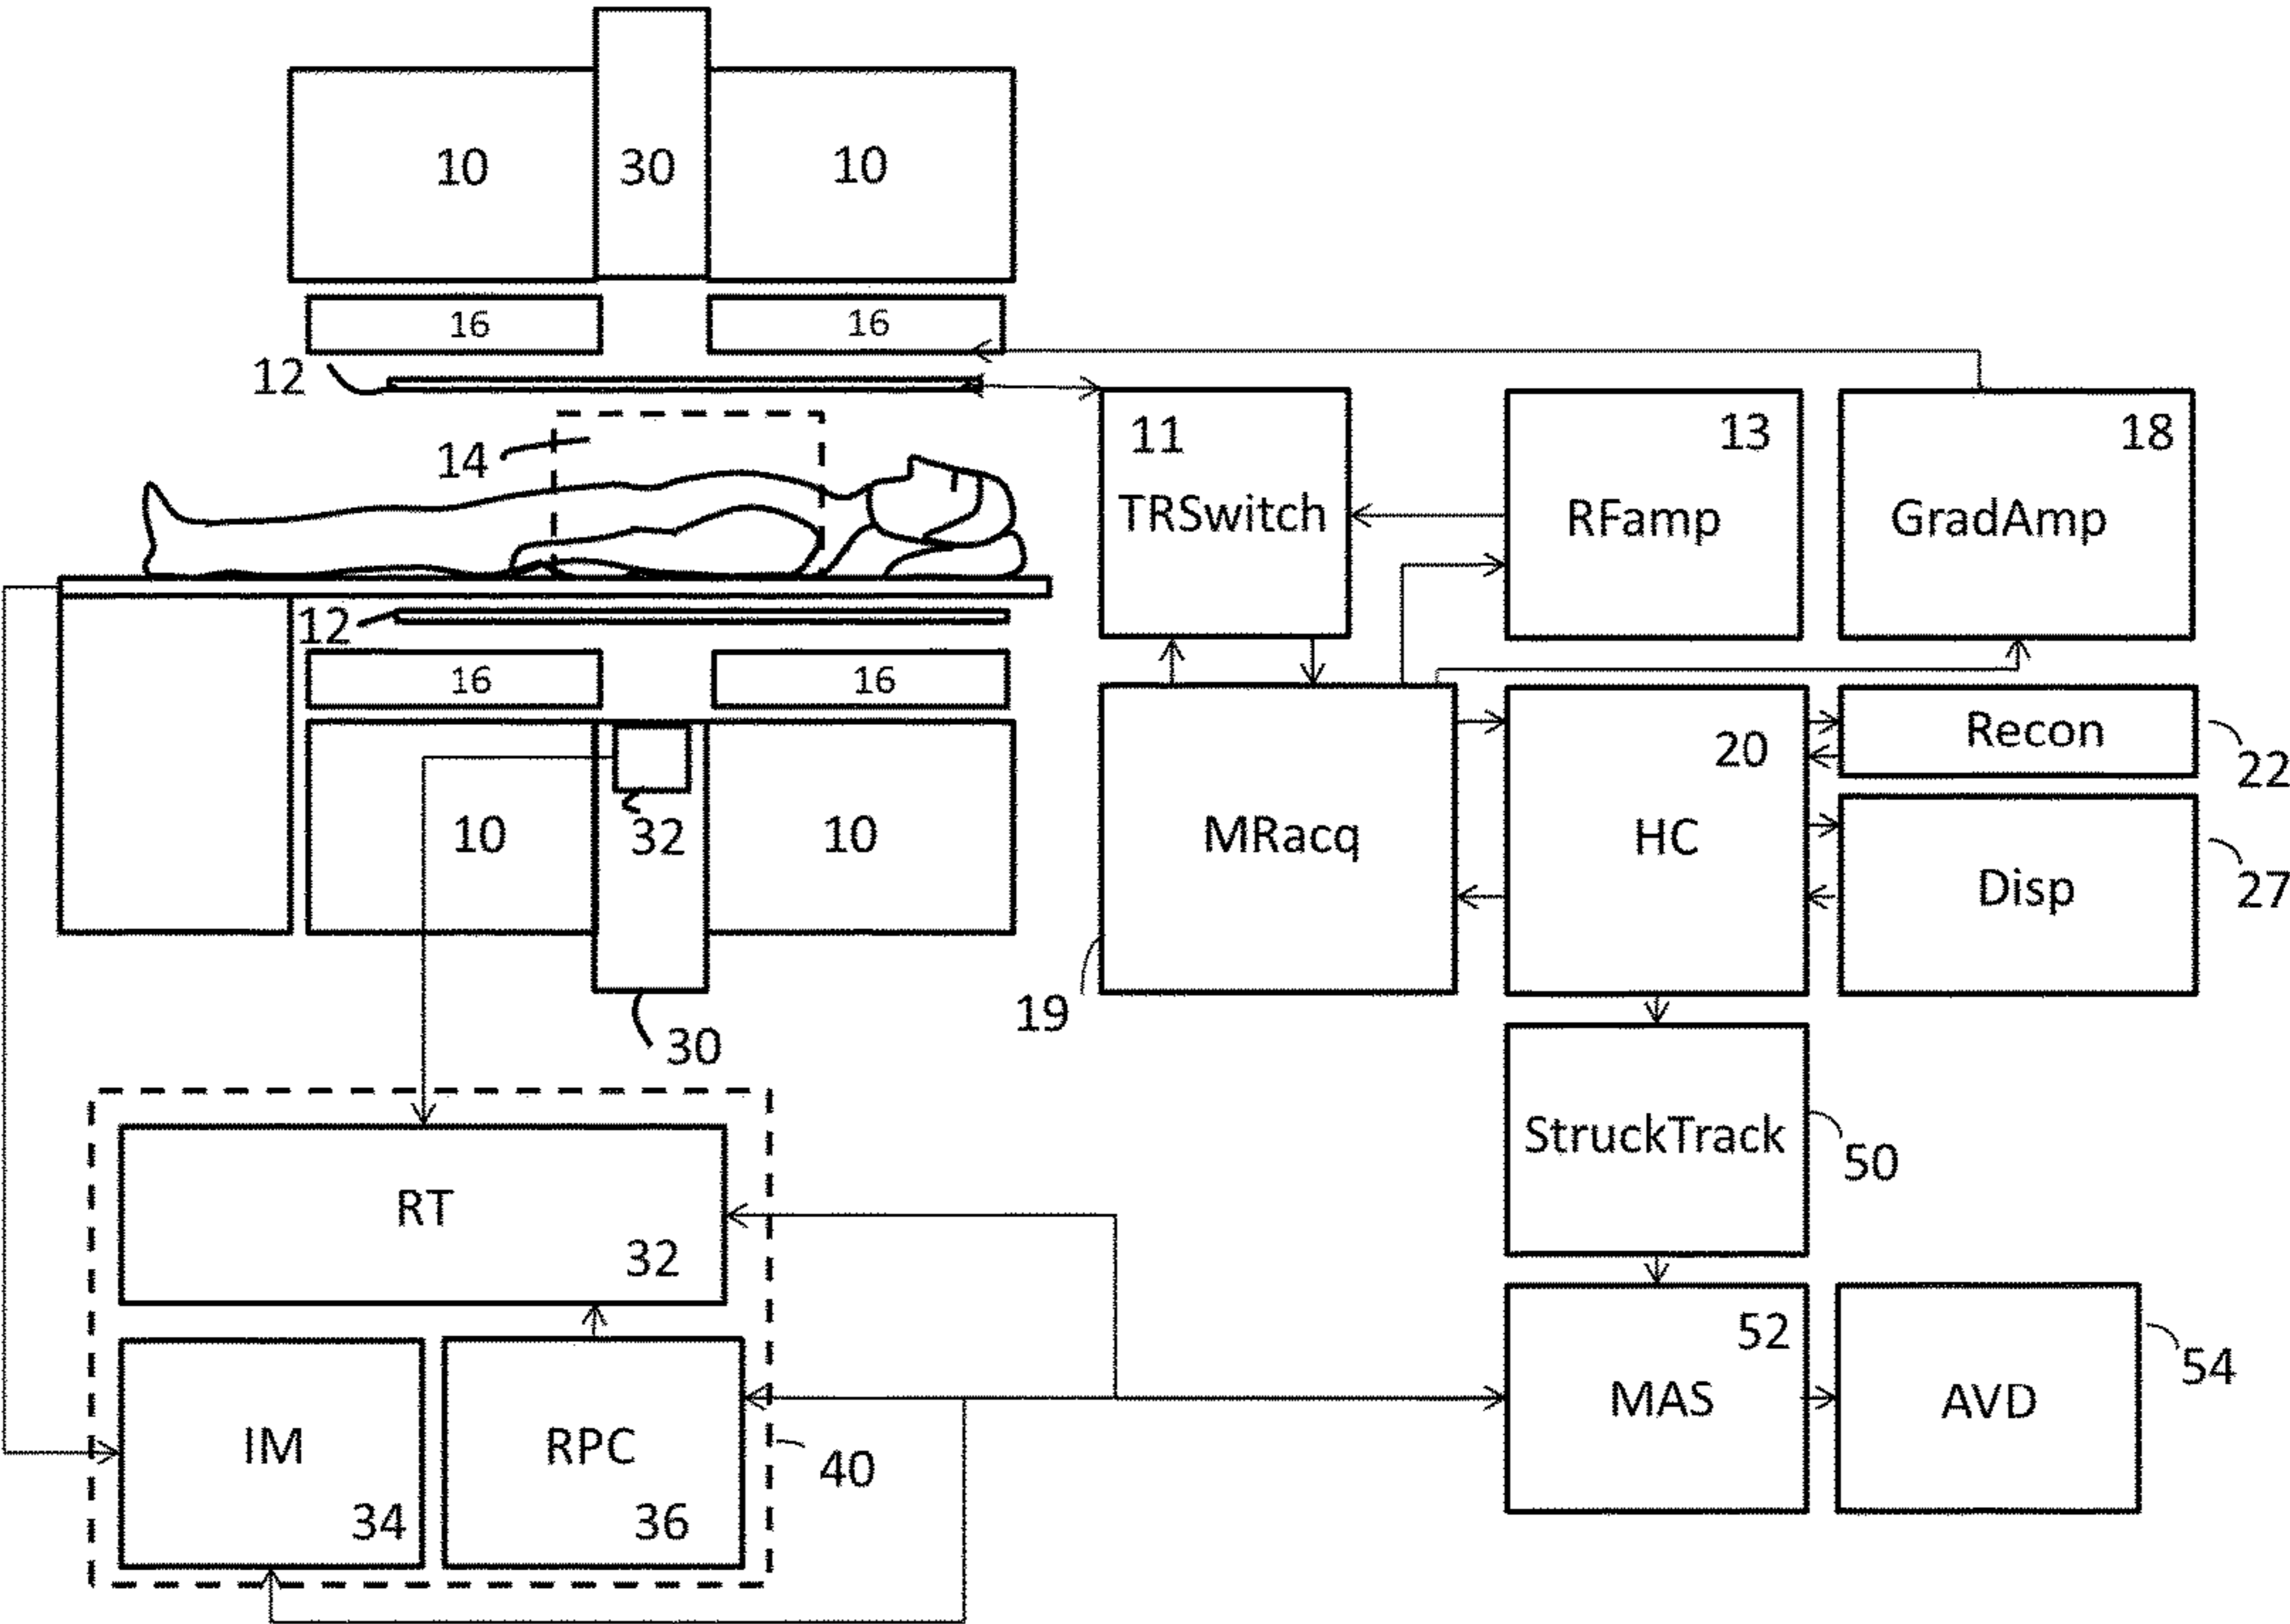 10
30
10
16
16
12
14
11
TRSwitch
13
RFamp
18
GradAmp
12
16
16
10
32
10
30
19
MRacq
20
HC
Recon
22
Disp
27
StruckTrack
50
RT
32
IM
34
RPC
36
40
52
MAS
AVD
54